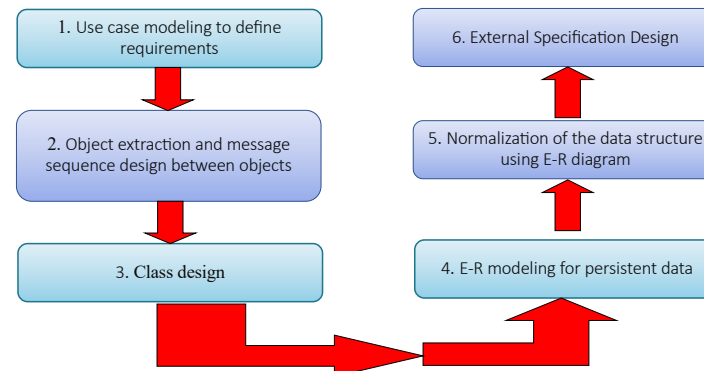 1. Use case modeling to define
requirements
2. Object extraction and message
sequence design between objects
3. Class design
4. E-R modeling for persistent data
5. Normalization of the data structure
using E-R diagram
6. External Specification Design